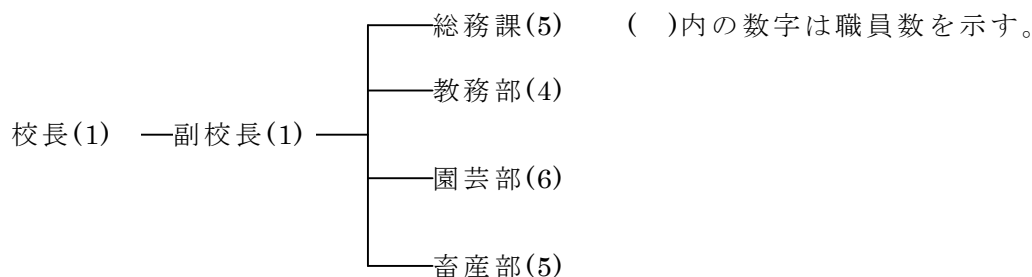 総務課(5) ( )内の数字は職員数を示す。
教務部(4)
校長(1) 副校長(1)
園芸部(6)
畜産部(5)